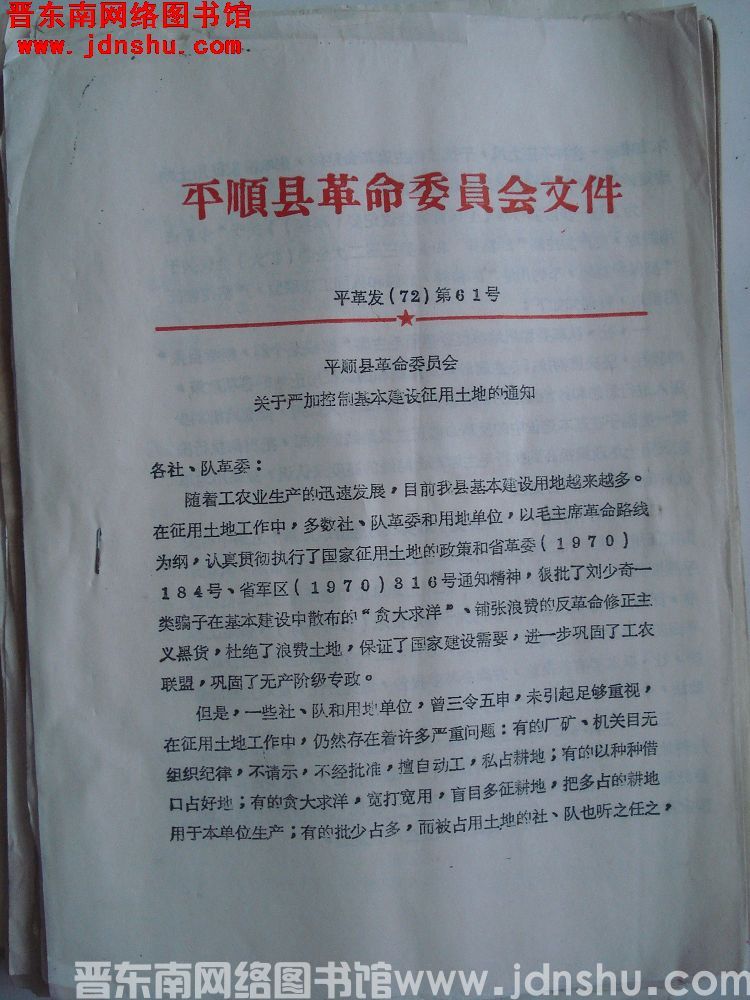 晋东南网络图书馆
www.jdnshu.com
平順县革命委員会文件
平革发(72)第61号
平顺县革命委员会
关于严加控制基本建设征用土地的通知
各社、队革委：
随着工农业生产的迅速发展，目前我县基本建设用地越来越多。
在征用土地工作中，多数社、队革委和用地单位，以毛主席革命路线
为纲，认真贯彻执行了国家征用土地的政策和省革委(1970)
184号、省军区(1970)316号通知精神，狠批了刘少奇一
类骗子在基本建设中散布的“贪大求洋”、铺张浪费的反革命修正主
义黑货，杜绝了浪费土地，保证了国家建设需要，进一步巩固了工农
联盟，巩固了无产阶级专政。
但是，一些社、队和用地单位，曾三令五申，未引起足够重视，
在征用土地工作中，仍然存在着许多严重问题：有的厂矿、机关目无
组织纪律，不请示，不经批准，擅自动工，私占耕地；有的以种种借
口占好地；有的贪大求洋，宽打宽用，盲目多征耕地，把多占的耕地
用于本单位生产；有的批少占多，而被占用土地的社、队也听之任之，
晋东南网络图书馆www.jdnshu.com